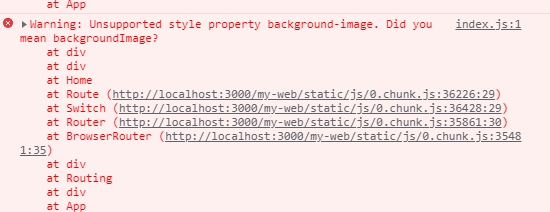 at App
Warning: Unsupported style property background-image. Did you index.js:1
mean backgroundImage?
at div
at div
at Home
at Route (http://localhost:3000/my-web/static/js/0.chunk.js:36226:29)
at Switch (http://localhost:3000/my-web/static/js/0.chunk.js:36428:29)
at Router (http://localhost:3000/my-web/static/js/0.chunk.js:35861:30)
at BrowserRouter (http://localhost:3000/my-web/static/js/0.chunk.js:3548
1:35)
at div
at Routing
at div
at App